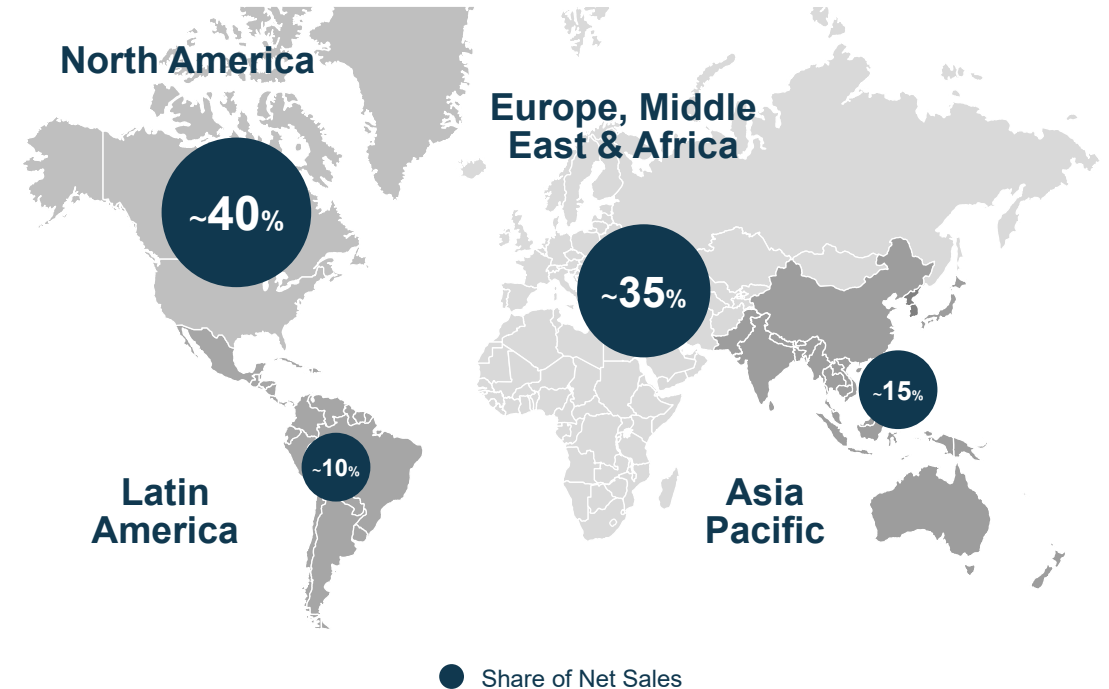 North America
~40%
Europe, Middle
East & Africa
~35%
~15%
~10%
Latin
America
Asia
Pacific
Share of Net Sales